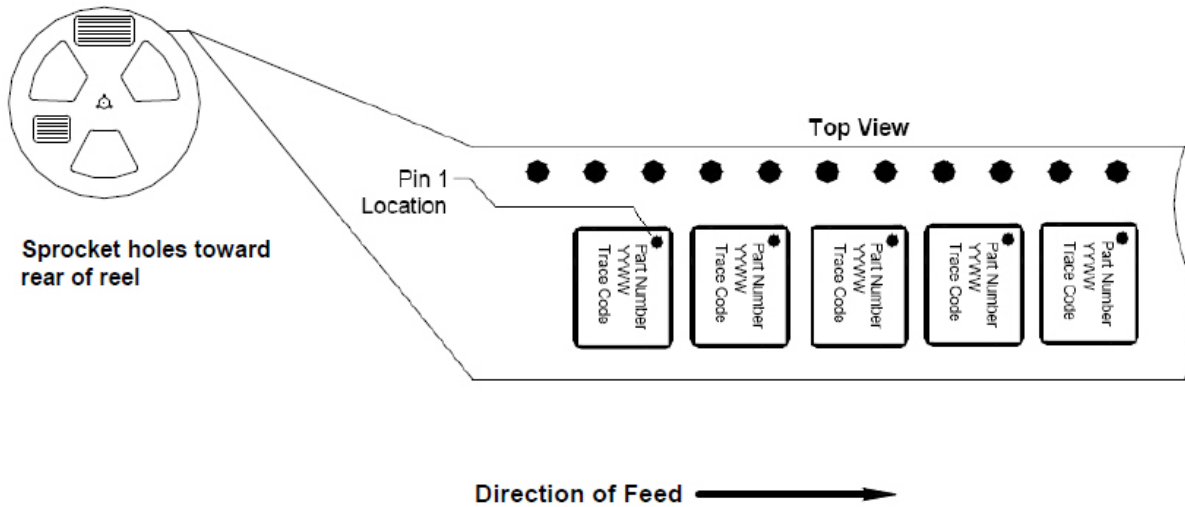 Top View
Pin 1
Location
Sprocket holes toward
rear of reel
Part Number
YYWW
Trace Code
Part Number
YYWW
Trace Code
Part Number
YYWW
Trace Code
Part Number
YYWW
Trace Code
Part Number
YYWW
Trace Code
Direction of Feed